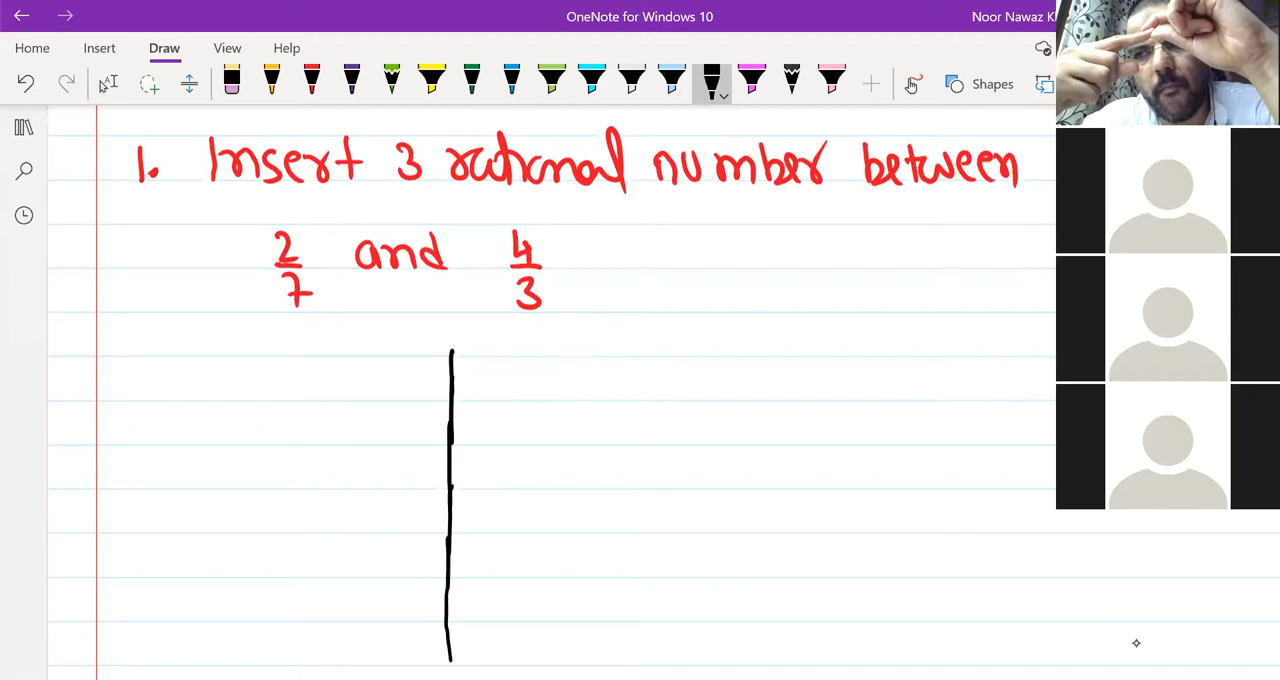 OneNote for Windows 10
Noor Nawaz K
Home Insert Draw View Help
Shapes
1. Insert 3 rational number between
2/7 and 4/3